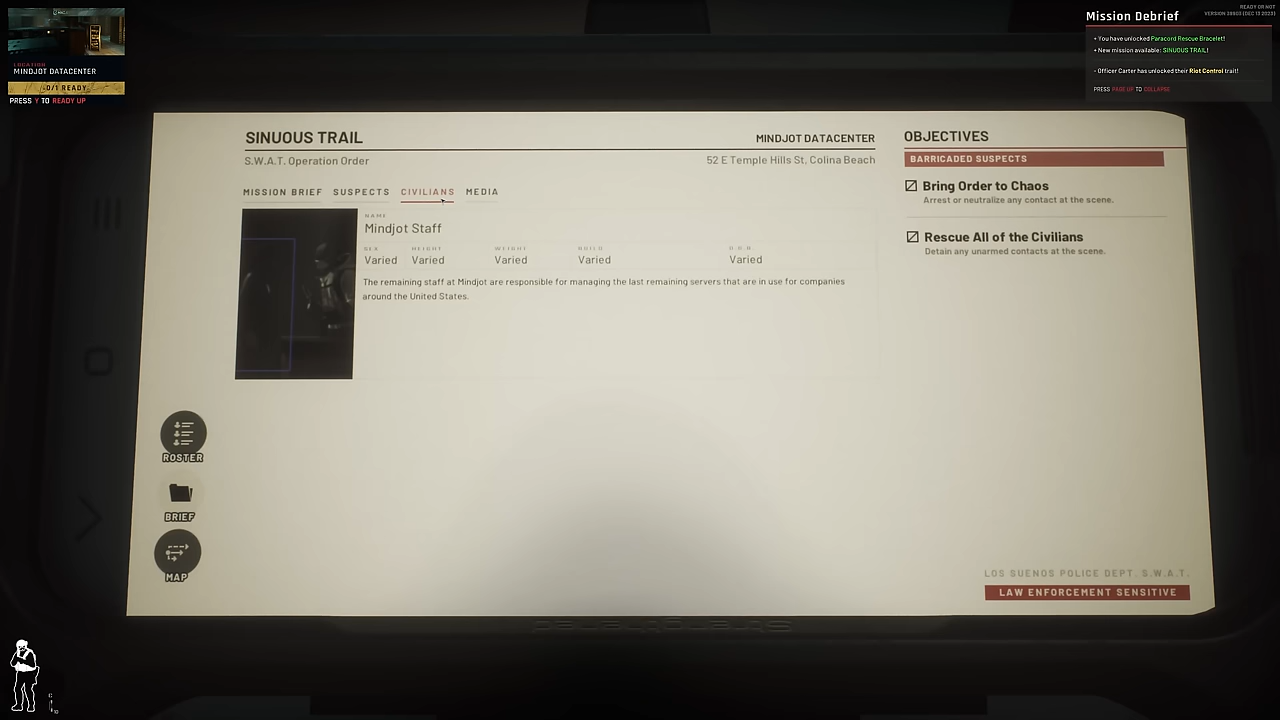 LOCATION
MINDJOT DATACENTER
-0/1 READY-
PRESS Y TO READY UP
READY OR NOT
Mission Debrief
+ You have unlocked Paracord Rescue Bracelet!
+ New mission available: SINUOUS TRAIL!
- Officer Carter has unlocked their Riot Control trait!
PRESS PAGE UP TO COLLAPSE
SINUOUS TRAIL
MINDJOT DATACENTER
S.W.A.T. Operation Order
52 E Temple Hills St, Colina Beach
MISSION BRIEF SUSPECTS CIVILIANS MEDIA
NAME
Mindjot Staff
SEX HEIGHT WEIGHT BUILD D.O.B.
Varied Varied Varied Varied Varied
The remaining staff at Mindjot are responsible for managing the last remaining servers that are in use for companies
around the United States.
OBJECTIVES
BARRICADED SUSPECTS
Bring Order to Chaos
Arrest or neutralize any contact at the scene.
Rescue All of the Civilians
Detain any unarmed contacts at the scene.
ROSTER
BRIEF
MAP
LOS SUENOS POLICE DEPT. S.W.A.T.
LAW ENFORCEMENT SENSITIVE